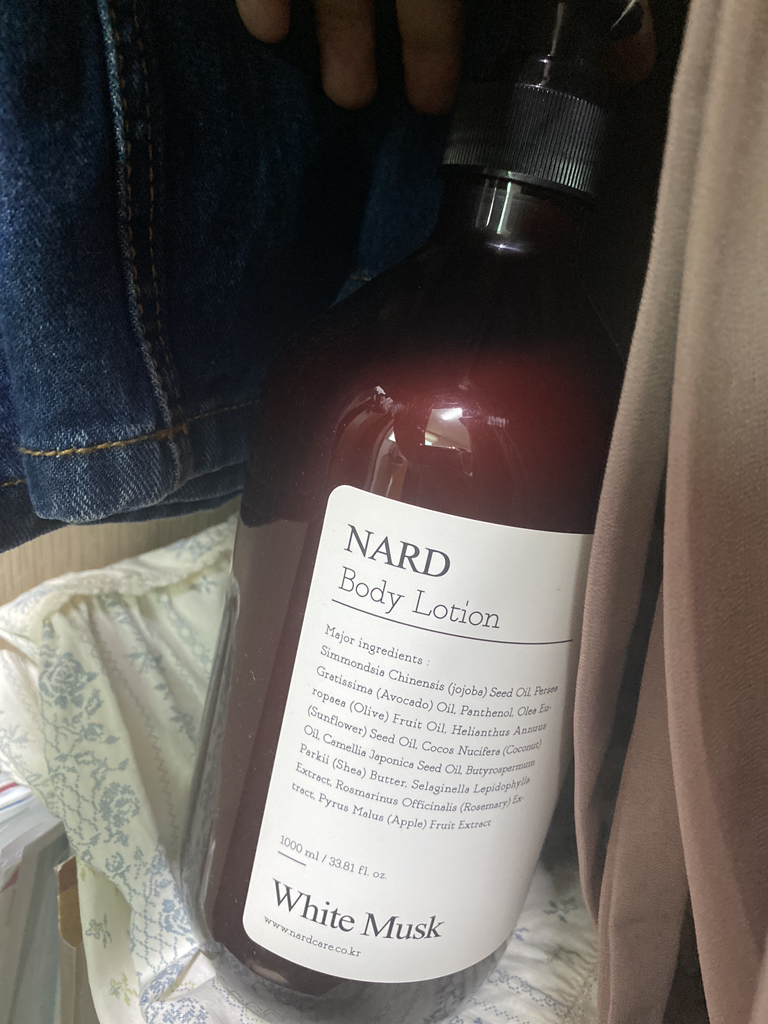 NARD
Body Lotion
Major ingredients :
Simmondsia Chinensis (jojoba) Seed Oil, Persea
Gratissima (Avocado) Oil, Panthenol, Olea Eu-
ropaea (Olive) Fruit Oil, Helianthus Annuus
(Sunflower) Seed Oil, Cocos Nucifera (Coconut)
Oil, Camellia Japonica Seed Oil, Butyrospermum
Parkii (Shea) Butter, Selaginella Lepidophylla
Extract, Rosmarinus Officinalis (Rosemary) Ex-
tract, Pyrus Malus (Apple) Fruit Extract
1000 ml / 33.81 fl. oz.
White Musk
www.nardcare.co.kr